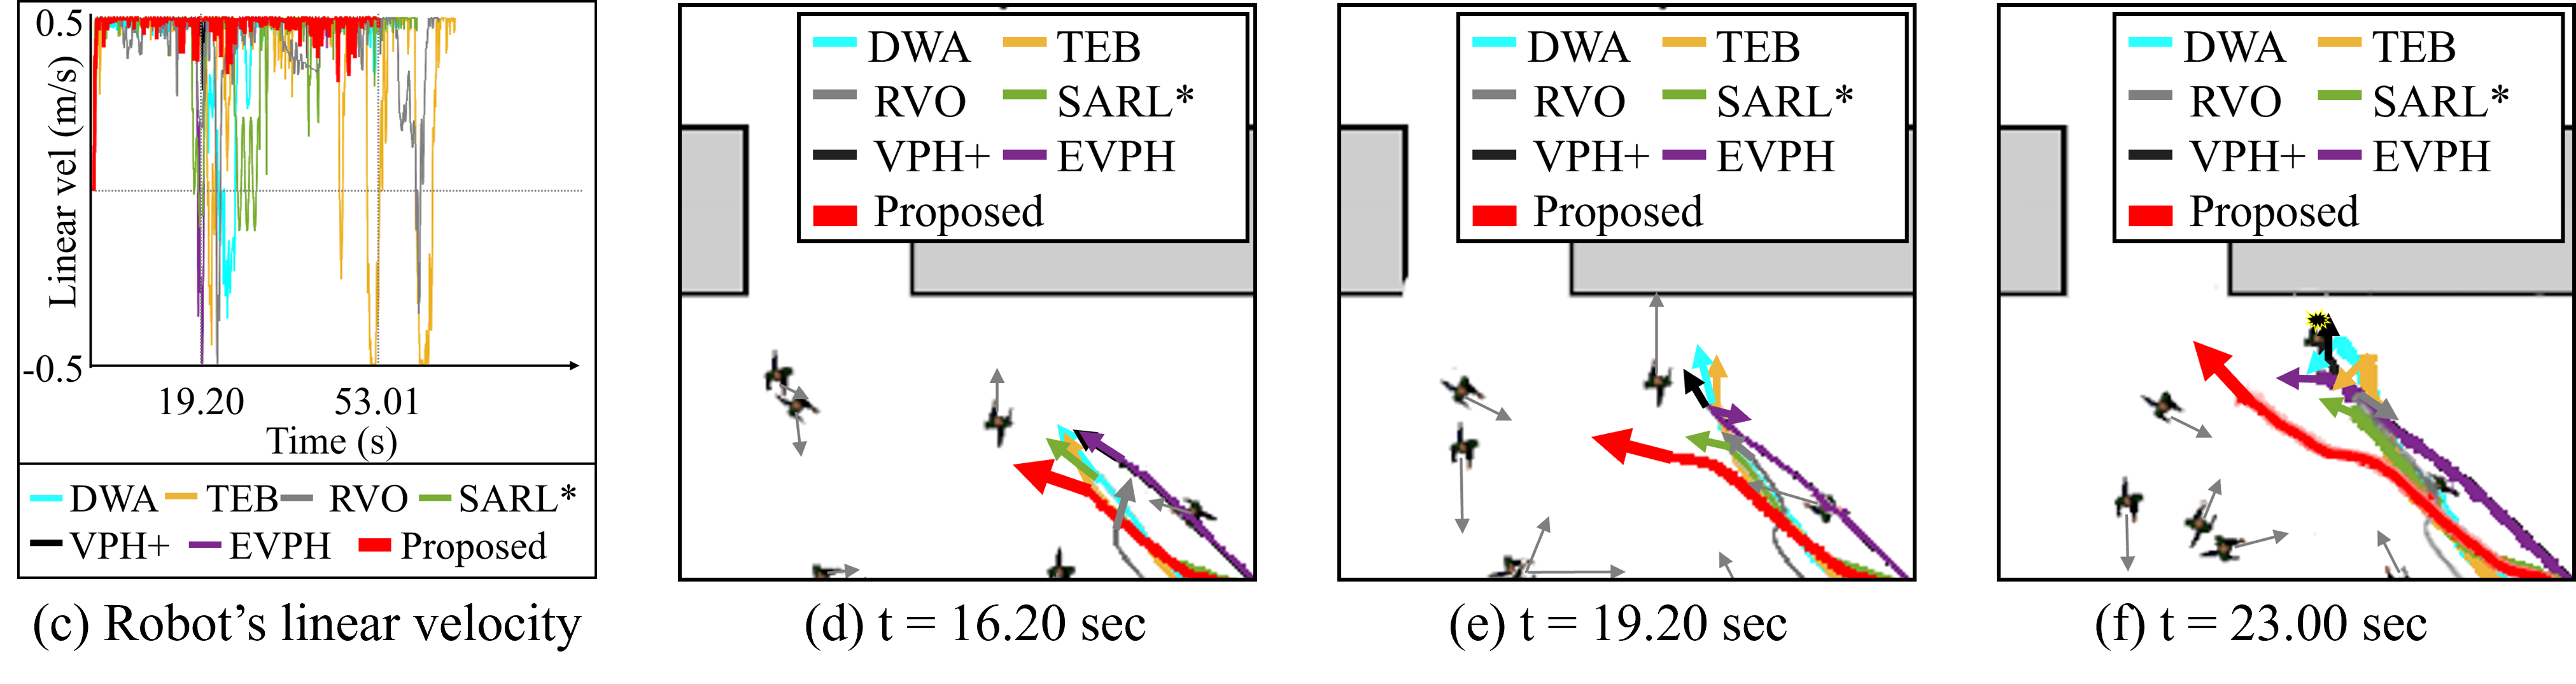 0.5
Linear vel (m/s)
-0.5
19.20 53.01
Time (s)
DWA TEB RVO SARL*
VPH+ EVPH Proposed
(c) Robot’s linear velocity
DWA TEB
RVO SARL*
VPH+ EVPH
Proposed
(d) t = 16.20 sec
DWA TEB
RVO SARL*
VPH+ EVPH
Proposed
(e) t = 19.20 sec
DWA TEB
RVO SARL*
VPH+ EVPH
Proposed
(f) t = 23.00 sec